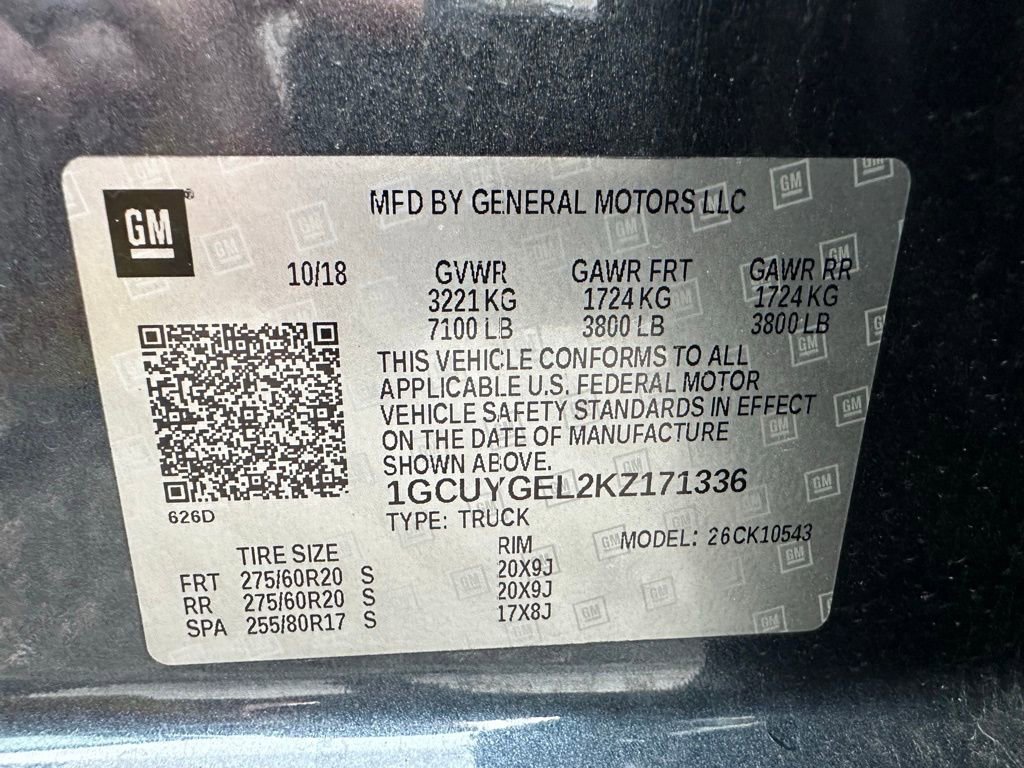 GM
MFD BY GENERAL MOTORS LLC
10/18 GVWR GAWR FRT GAWR RR
3221 KG 1724 KG 1724 KG
7100 LB 3800 LB 3800 LB
THIS VEHICLE CONFORMS TO ALL
APPLICABLE U.S. FEDERAL MOTOR
VEHICLE SAFETY STANDARDS IN EFFECT
ON THE DATE OF MANUFACTURE
SHOWN ABOVE.
1GCUYGEL2KZ171336
626D
TYPE: TRUCK
MODEL: 26CK10543
TIRE SIZE RIM
FRT 275/60R20 S 20X9J
RR 275/60R20 S 20X9J
SPA 255/80R17 S 17X8J